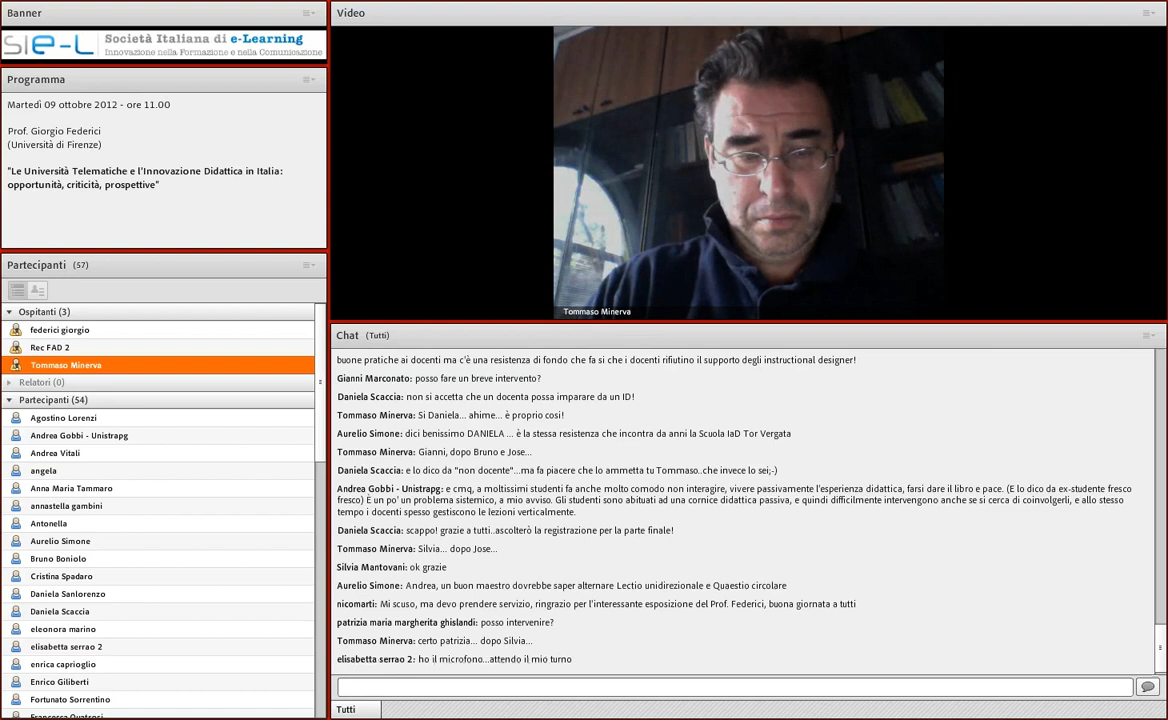 Banner
SIe-L Società Italiana di e-Learning
Innovazione nella Formazione e nella Comunicazione
Programma
Martedì 09 ottobre 2012 - ore 11.00
Prof. Giorgio Federici
(Università di Firenze)
"Le Università Telematiche e l'Innovazione Didattica in Italia:
opportunità, criticità, prospettive"
Partecipanti (57)
Ospitanti (3)
federici giorgio
Rec FAD 2
Tommaso Minerva
Relatori (0)
Partecipanti (54)
Agostino Lorenzi
Andrea Gobbi - Unistrapg
Andrea Vitali
angela
Anna Maria Tammaro
annastella gambini
Antonella
Aurelio Simone
Bruno Boniolo
Cristina Spadaro
Daniela Sanlorenzo
Daniela Scaccia
eleonora marino
elisabetta serrao 2
enrica caprioglio
Enrico Giliberti
Fortunato Sorrentino
Francesca Quatrosi
Video
Tommaso Minerva
Chat (Tutti)
buone pratiche ai docenti ma c'è una resistenza di fondo che fa si che i docenti rifiutino il supporto degli instructional designer!
Gianni Marconato: posso fare un breve intervento?
Daniela Scaccia: non si accetta che un docenta possa imparare da un ID!
Tommaso Minerva: Si Daniela... ahime... è proprio cosi!
Aurelio Simone: dici benissimo DANIELA ... è la stessa resistenza che incontra da anni la Scuola IaD Tor Vergata
Tommaso Minerva: Gianni, dopo Bruno e Jose...
Daniela Scaccia: e lo dico da "non docente"...ma fa piacere che lo ammetta tu Tommaso..che invece lo sei;-)
Andrea Gobbi - Unistrapg: e cmq, a moltissimi studenti fa anche molto comodo non interagire, vivere passivamente l'esperienza didattica, farsi dare il libro e pace. (E lo dico da ex-studente fresco
fresco) È un po' un problema sistemico, a mio avviso. Gli studenti sono abituati ad una cornice didattica passiva, e quindi difficilmente intervengono anche se si cerca di coinvolgerli, e allo stesso
tempo i docenti spesso gestiscono le lezioni verticalmente.
Daniela Scaccia: scappo! grazie a tutti..ascolterò la registrazione per la parte finale!
Tommaso Minerva: Silvia... dopo Jose...
Silvia Mantovani: ok grazie
Aurelio Simone: Andrea, un buon maestro dovrebbe saper alternare Lectio unidirezionale e Quaestio circolare
nicomarti: Mi scuso, ma devo prendere servizio, ringrazio per l'interessante esposizione del Prof. Federici, buona giornata a tutti
patrizia maria margherita ghislandi: posso intervenire?
Tommaso Minerva: certo patrizia... dopo Silvia...
elisabetta serrao 2: ho il microfono...attendo il mio turno
Tutti